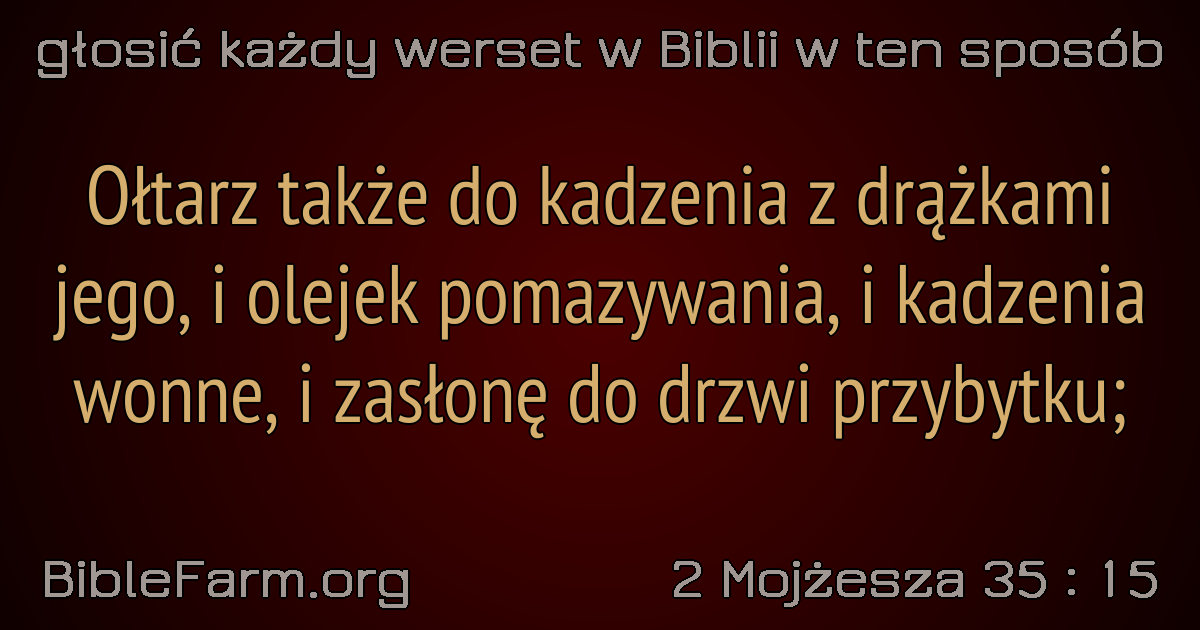 głosić każdy werset w Biblii w ten sposób
Ołtarz także do kadzenia z drążkami
jego, i olejek pomazywania, i kadzenia
wonne, i zasłonę do drzwi przybytku;
BibleFarm.org
2 Mojżesza 35 : 15